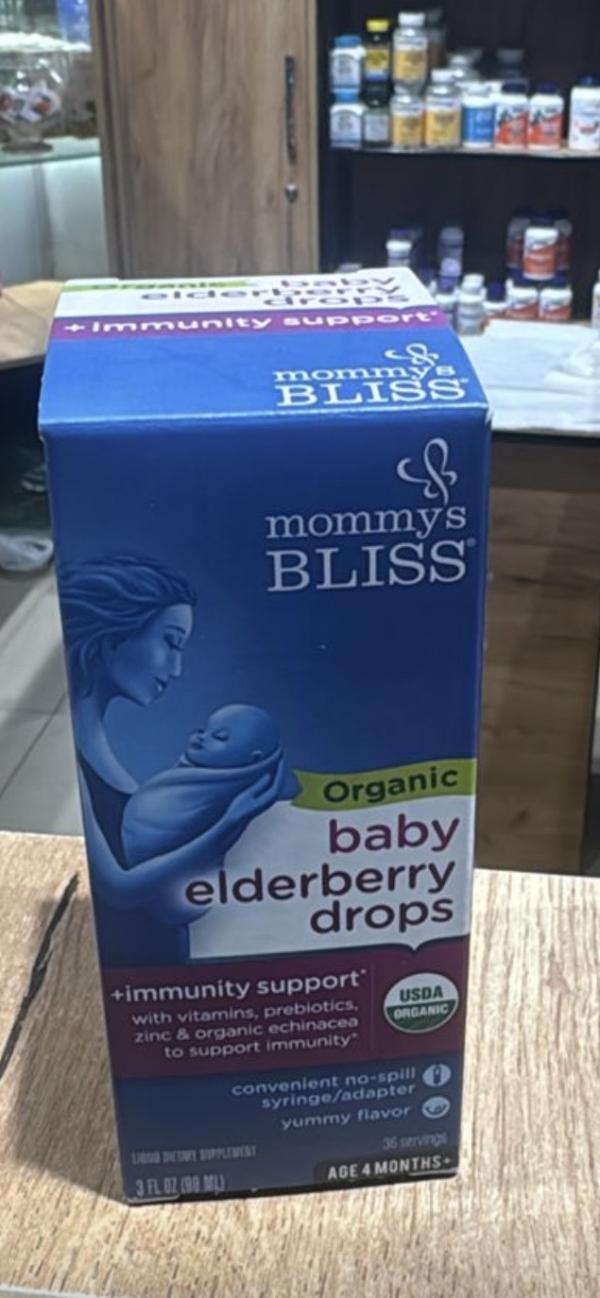 Organic baby
elderberry
drops
+immunity support*
mommy's
BLISS®
mommy's
BLISS®
Organic
baby
elderberry
drops
+immunity support*
with vitamins, prebiotics,
zinc & organic echinacea
to support immunity*
USDA
ORGANIC
convenient no-spill
syringe/adapter
yummy flavor
36 servings
LIQUID DIETARY SUPPLEMENT
3 FL OZ (90 ML)
AGE 4 MONTHS+